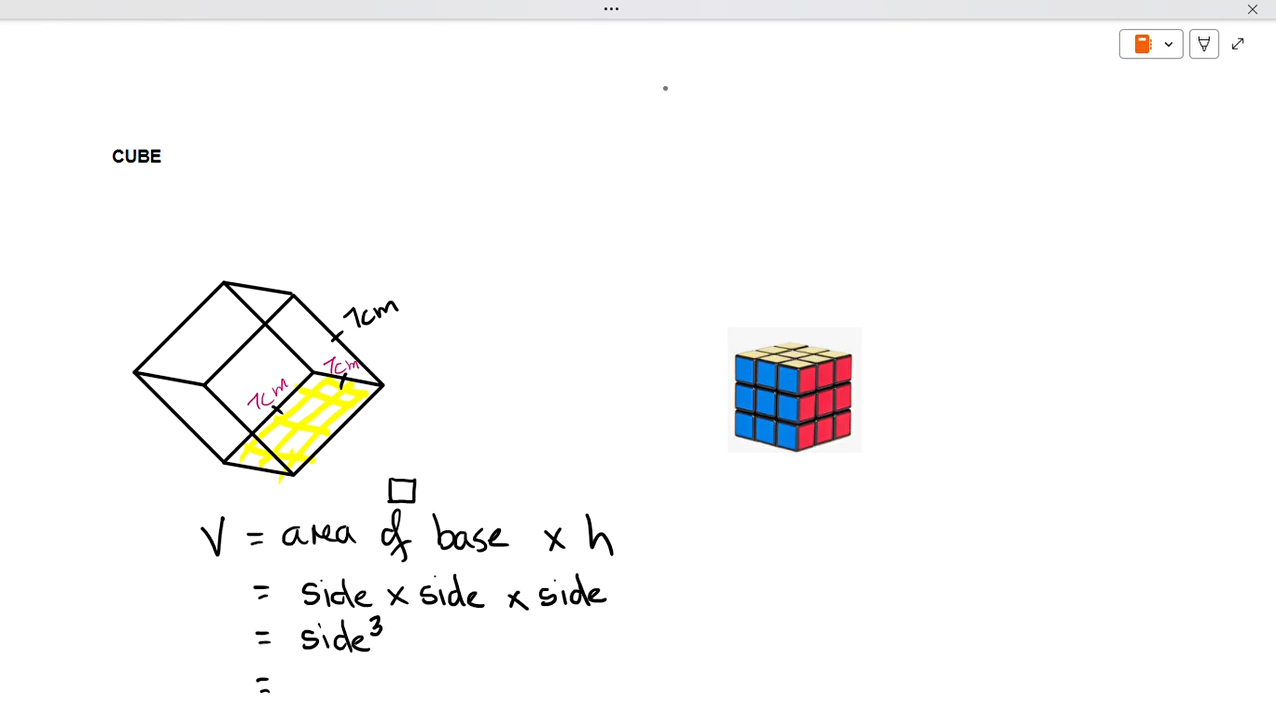 CUBE
7cm
7cm
7cm
V = area of base x h
= side x side x side
= side³
=